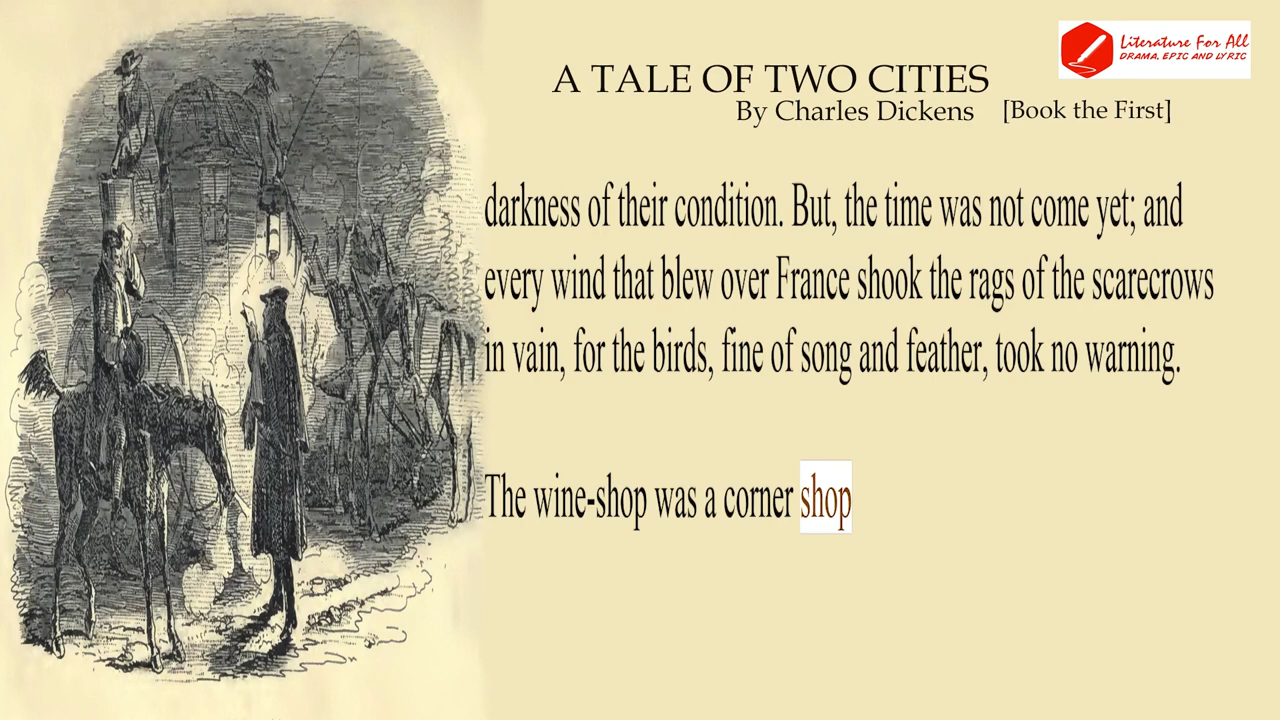 Literature For All
DRAMA, EPIC AND LYRIC
A TALE OF TWO CITIES
By Charles Dickens [Book the First]
darkness of their condition. But, the time was not come yet; and
every wind that blew over France shook the rags of the scarecrows
in vain, for the birds, fine of song and feather, took no warning.
The wine-shop was a corner shop